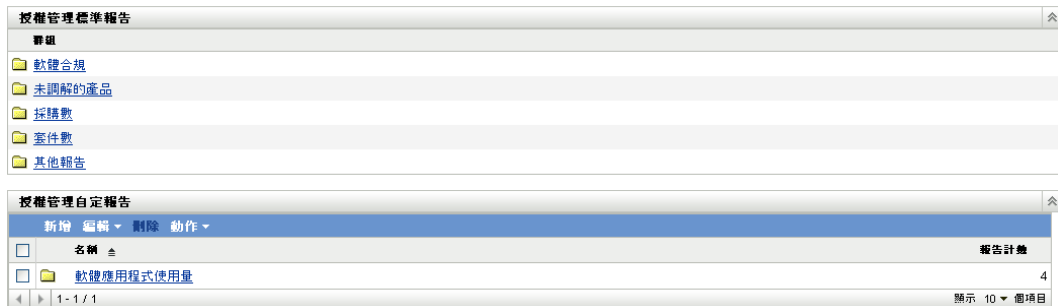 授權管理標準報告
群組
軟體合規
未調解的產品
採購數
套件數
其他報告
授權管理自定報告
新增 編輯 刪除 動作
名稱 報告計數
軟體應用程式使用量 4
1 - 1 / 1 顯示 10 個項目